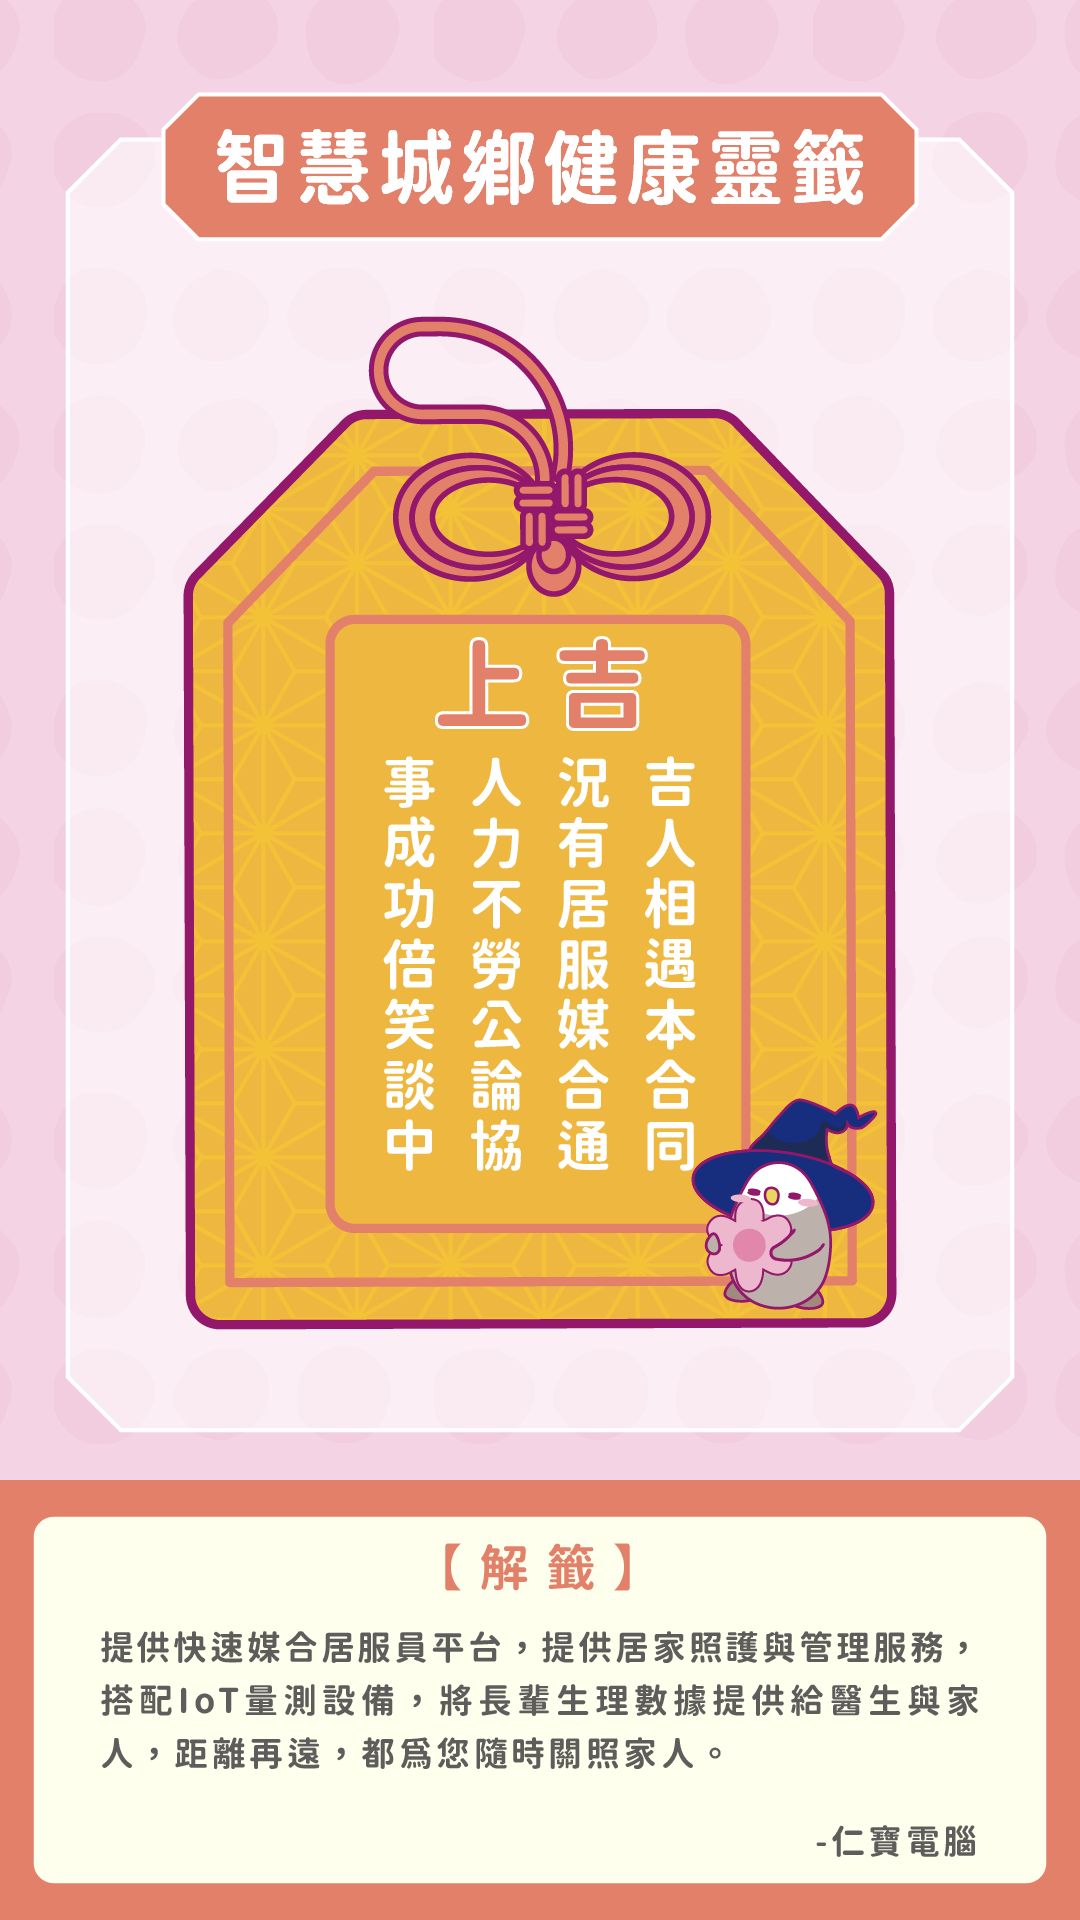 智慧城鄉健康靈籤
上吉
吉人相遇本合同
況有居服媒合通
人力不勞公論協
事成功倍笑談中
【解籤】
提供快速媒合居服員平台，提供居家照護與管理服務，
搭配IoT量測設備，將長輩生理數據提供給醫生與家
人，距離再遠，都為您隨時關照家人。
-仁寶電腦